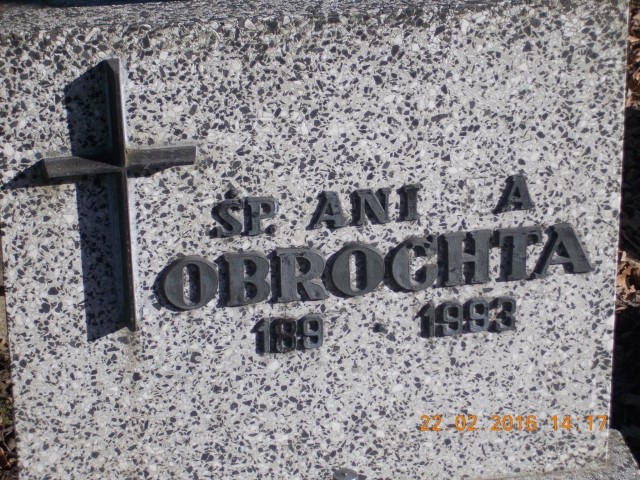 ŚP. ANI A
OBROCHTA
189 - 1993
22 02 2016 14 17